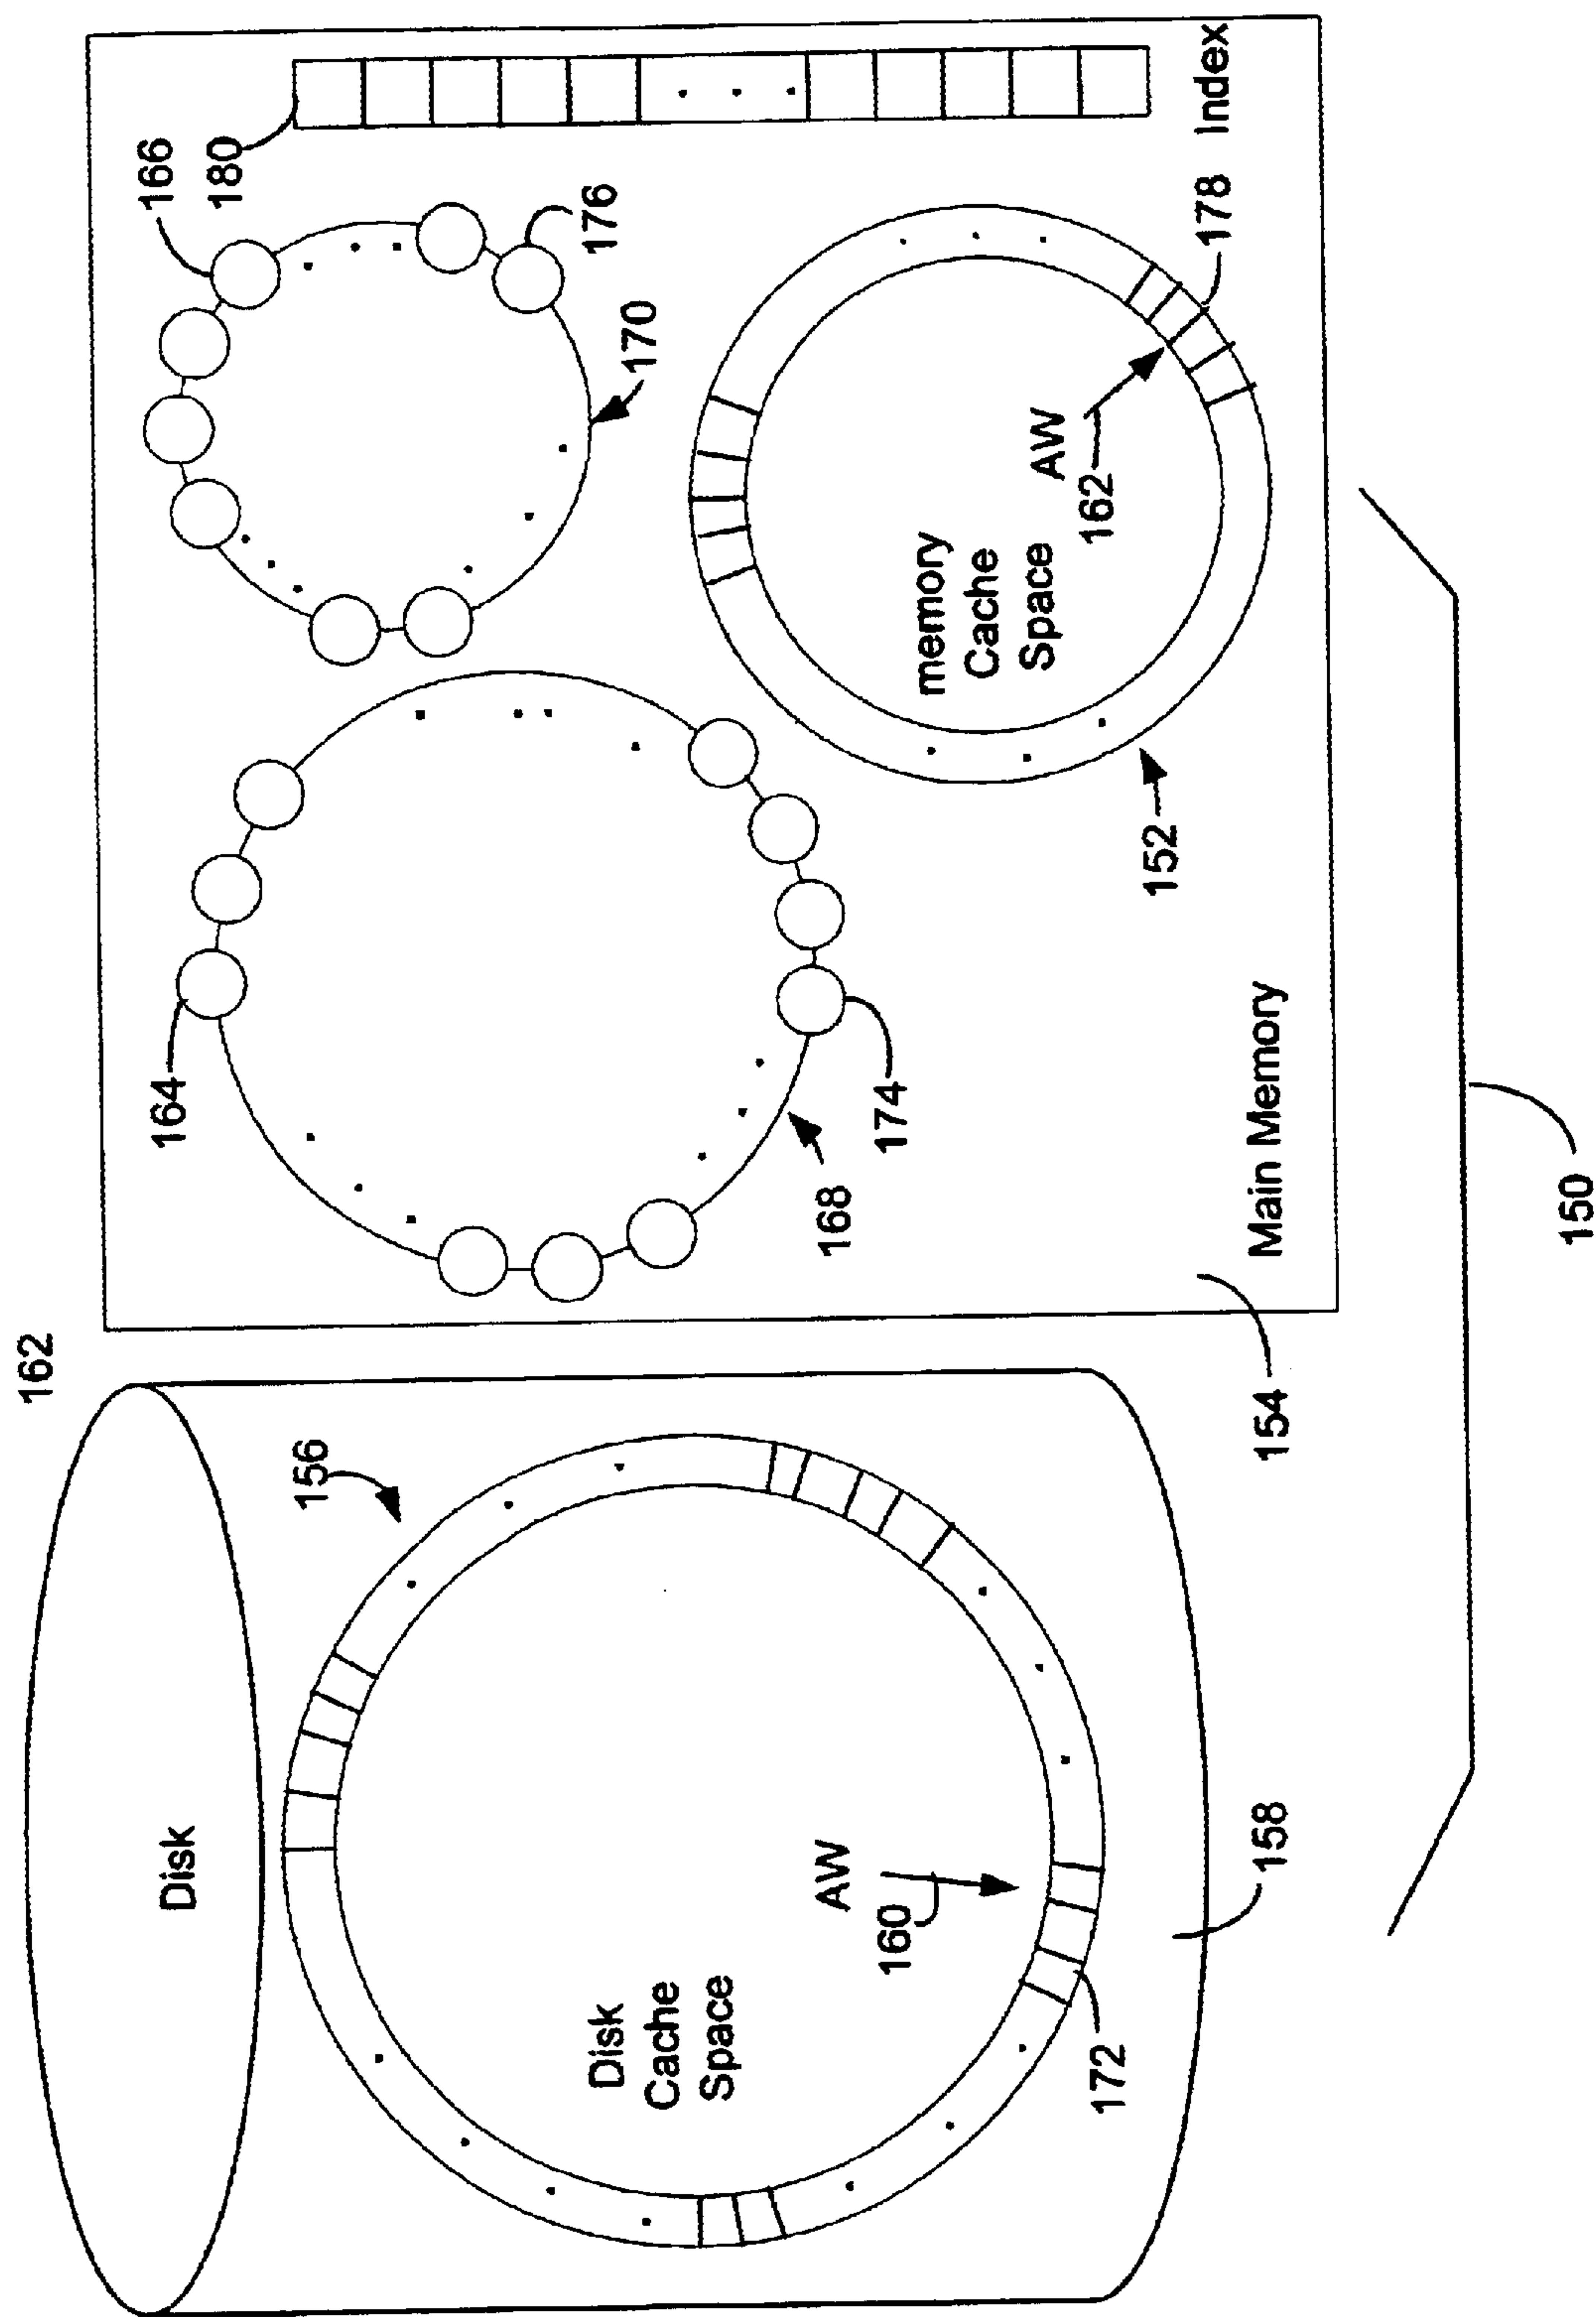 162
Disk
156
Disk
Cache
Space
AW
160
172
158
164
166
180
176
170
168
174
memory
Cache
Space
AW
162
178
Index
152
Main Memory
154
150